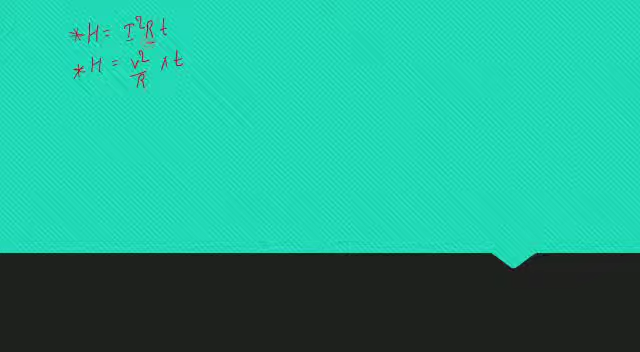 *H = I²Rt
*H = V²/R × t